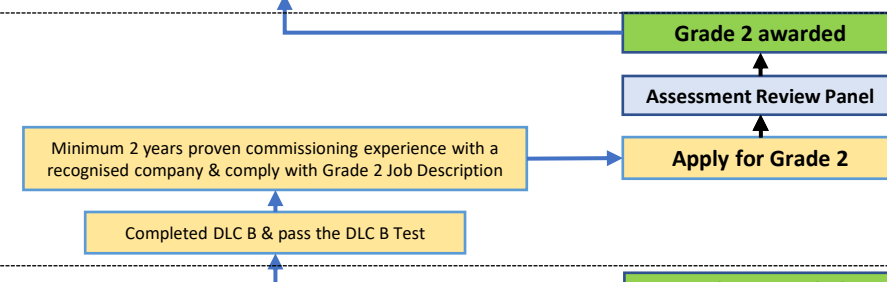 Grade 2 awarded
Assessment Review Panel
Minimum 2 years proven commissioning experience with a
recognised company & comply with Grade 2 Job Description
Apply for Grade 2
Completed DLC B & pass the DLC B Test